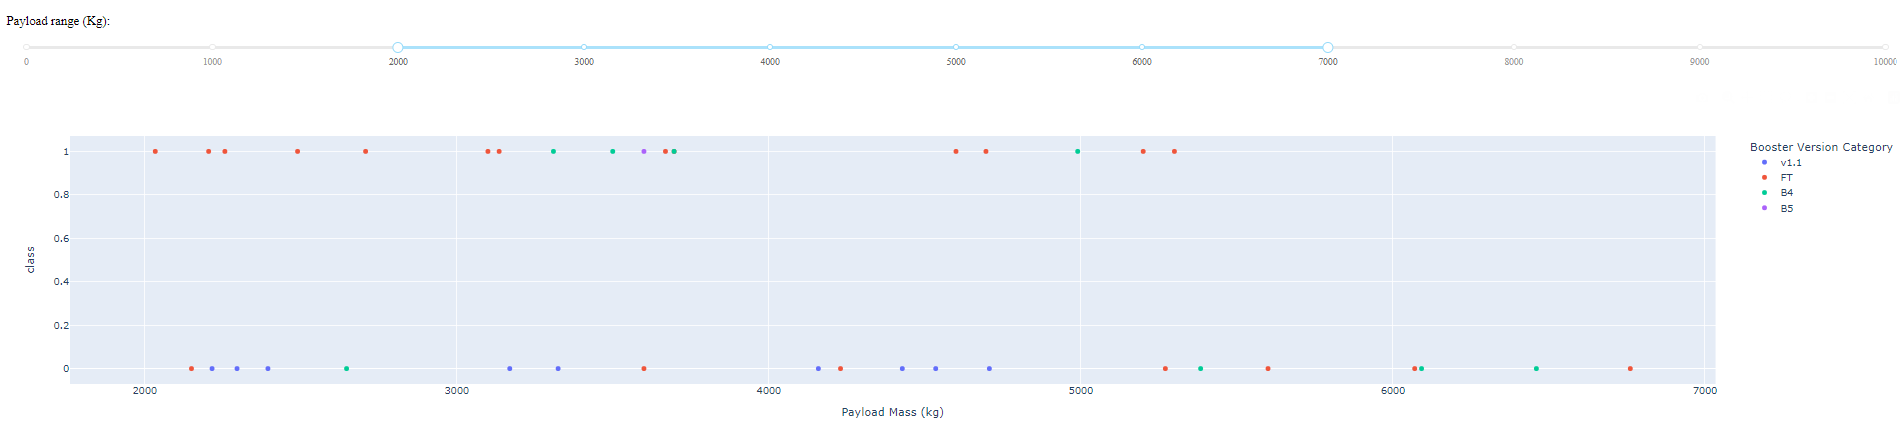 Payload range (Kg):
0 1000 2000 3000 4000 5000 6000 7000 8000 9000 10000
Booster Version Category
v1.1
FT
B4
B5
1
0.8
0.6
0.4
0.2
0
class
2000 3000 4000 5000 6000 7000
Payload Mass (kg)